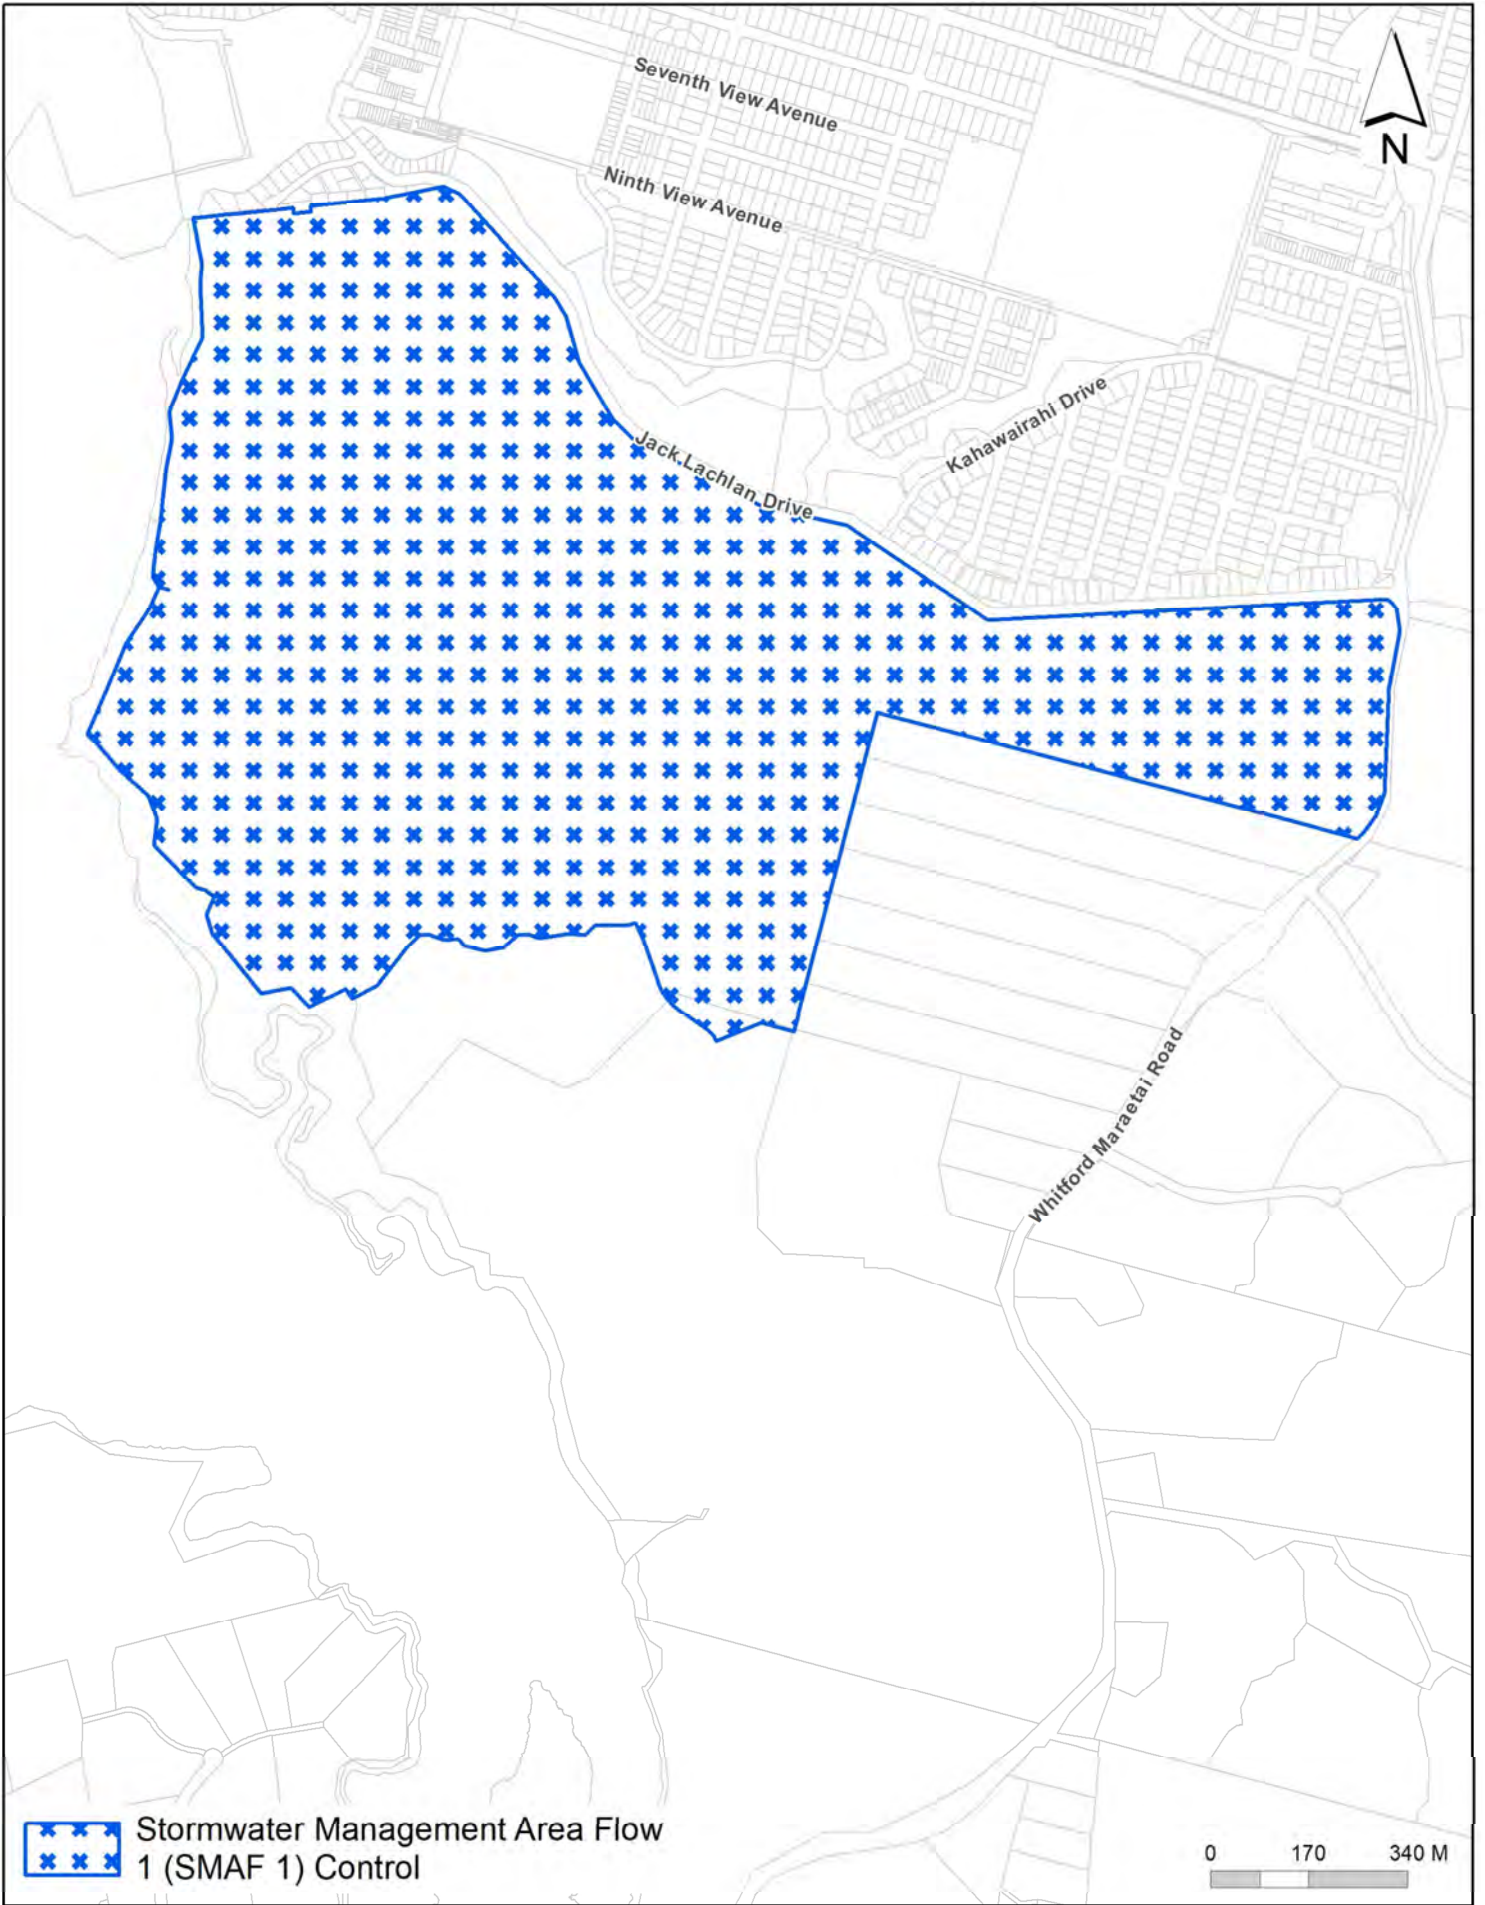 Seventh View Avenue
N
Ninth View Avenue
Kahawairahi Drive
Jack Lachlan Drive
Whitford Maraetai Road
Stormwater Management Area Flow
1 (SMAF 1) Control
0 170 340 M